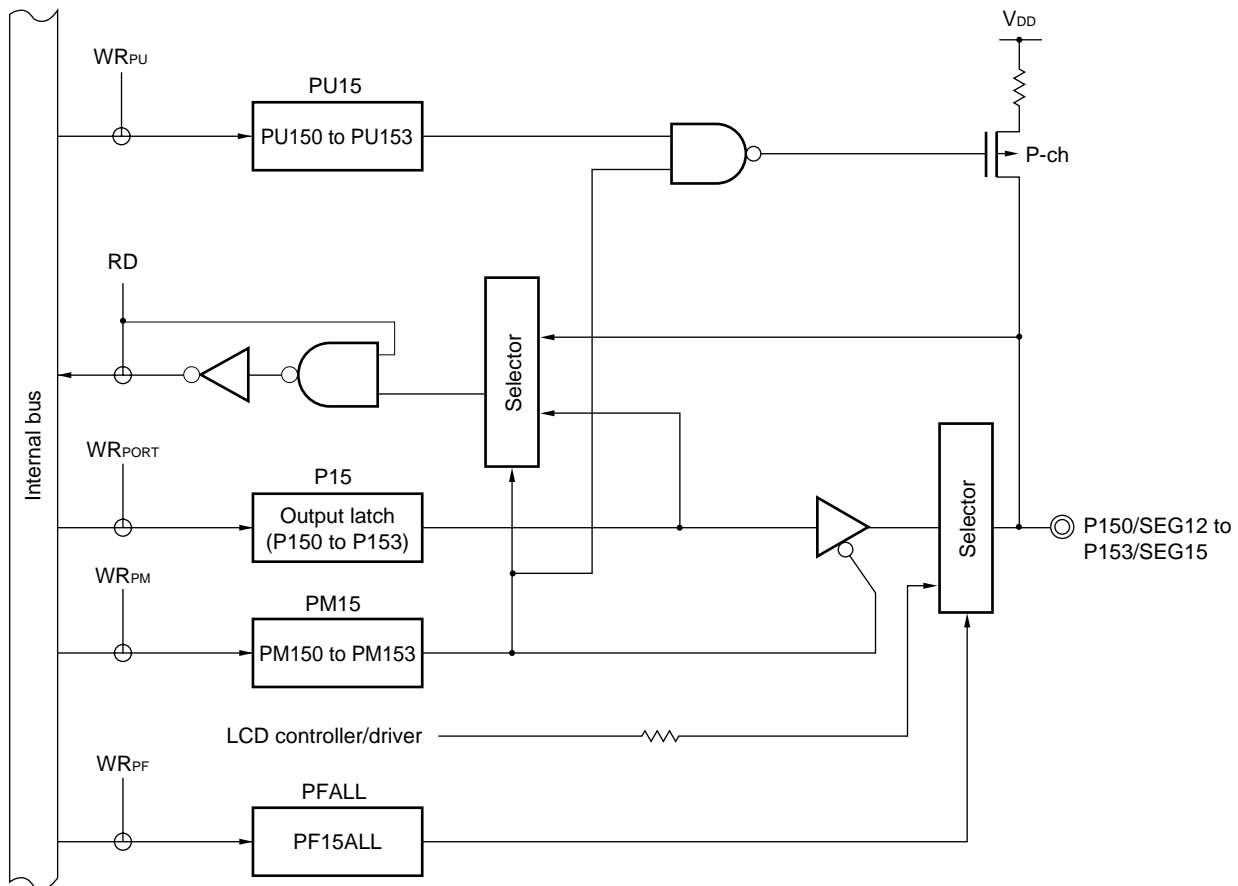 VDD
WRPU
PU15
PU150 to PU153
P-ch
RD
Selector
Internal bus
WRPORT
P15
Output latch
(P150 to P153)
Selector
P150/SEG12 to
P153/SEG15
WRPM
PM15
PM150 to PM153
LCD controller/driver
WRPF
PFALL
PF15ALL